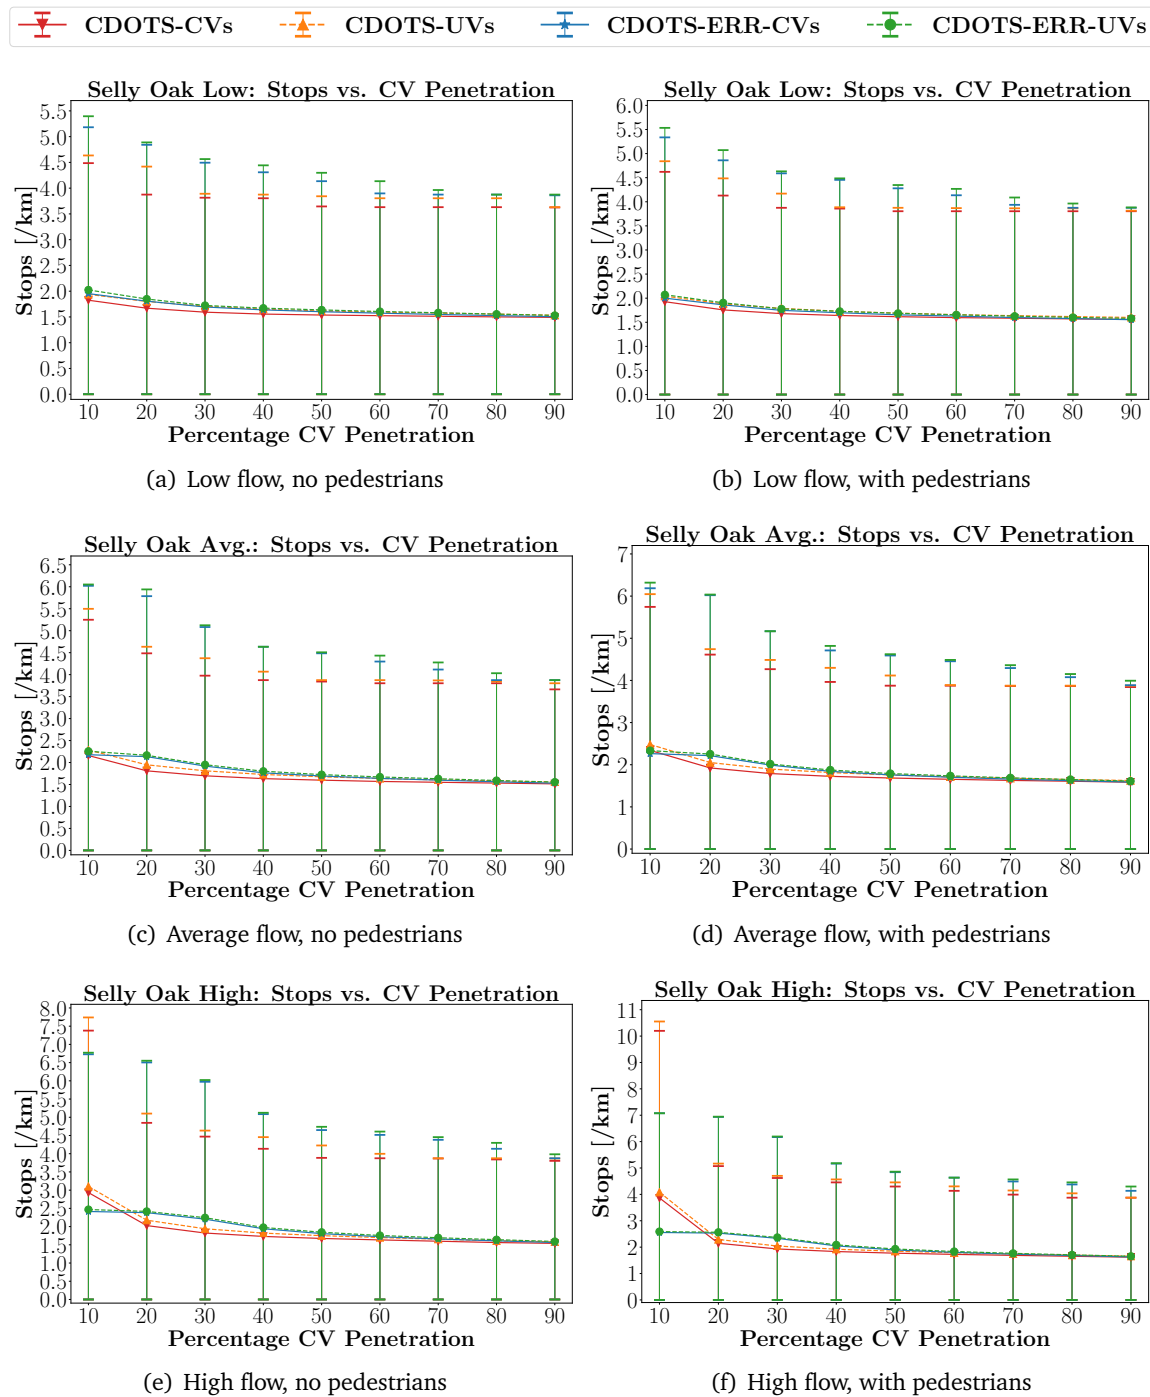 CDOTS-CVs CDOTS-UVs CDOTS-ERR-CVs CDOTS-ERR-UVs
Selly Oak Low: Stops vs. CV Penetration
Stops [/km]
5.5
5.0
4.5
4.0
3.5
3.0
2.5
2.0
1.5
1.0
0.5
0.0
10 20 30 40 50 60 70 80 90
Percentage CV Penetration
(a) Low flow, no pedestrians
Selly Oak Low: Stops vs. CV Penetration
Stops [/km]
6.0
5.5
5.0
4.5
4.0
3.5
3.0
2.5
2.0
1.5
1.0
0.5
0.0
10 20 30 40 50 60 70 80 90
Percentage CV Penetration
(b) Low flow, with pedestrians
Selly Oak Avg.: Stops vs. CV Penetration
Stops [/km]
6.5
6.0
5.5
5.0
4.5
4.0
3.5
3.0
2.5
2.0
1.5
1.0
0.5
0.0
10 20 30 40 50 60 70 80 90
Percentage CV Penetration
(c) Average flow, no pedestrians
Selly Oak Avg.: Stops vs. CV Penetration
Stops [/km]
7
6
5
4
3
2
1
0
10 20 30 40 50 60 70 80 90
Percentage CV Penetration
(d) Average flow, with pedestrians
Selly Oak High: Stops vs. CV Penetration
Stops [/km]
8.0
7.5
7.0
6.5
6.0
5.5
5.0
4.5
4.0
3.5
3.0
2.5
2.0
1.5
1.0
0.5
0.0
10 20 30 40 50 60 70 80 90
Percentage CV Penetration
(e) High flow, no pedestrians
Selly Oak High: Stops vs. CV Penetration
Stops [/km]
11
10
9
8
7
6
5
4
3
2
1
0
10 20 30 40 50 60 70 80 90
Percentage CV Penetration
(f) High flow, with pedestrians